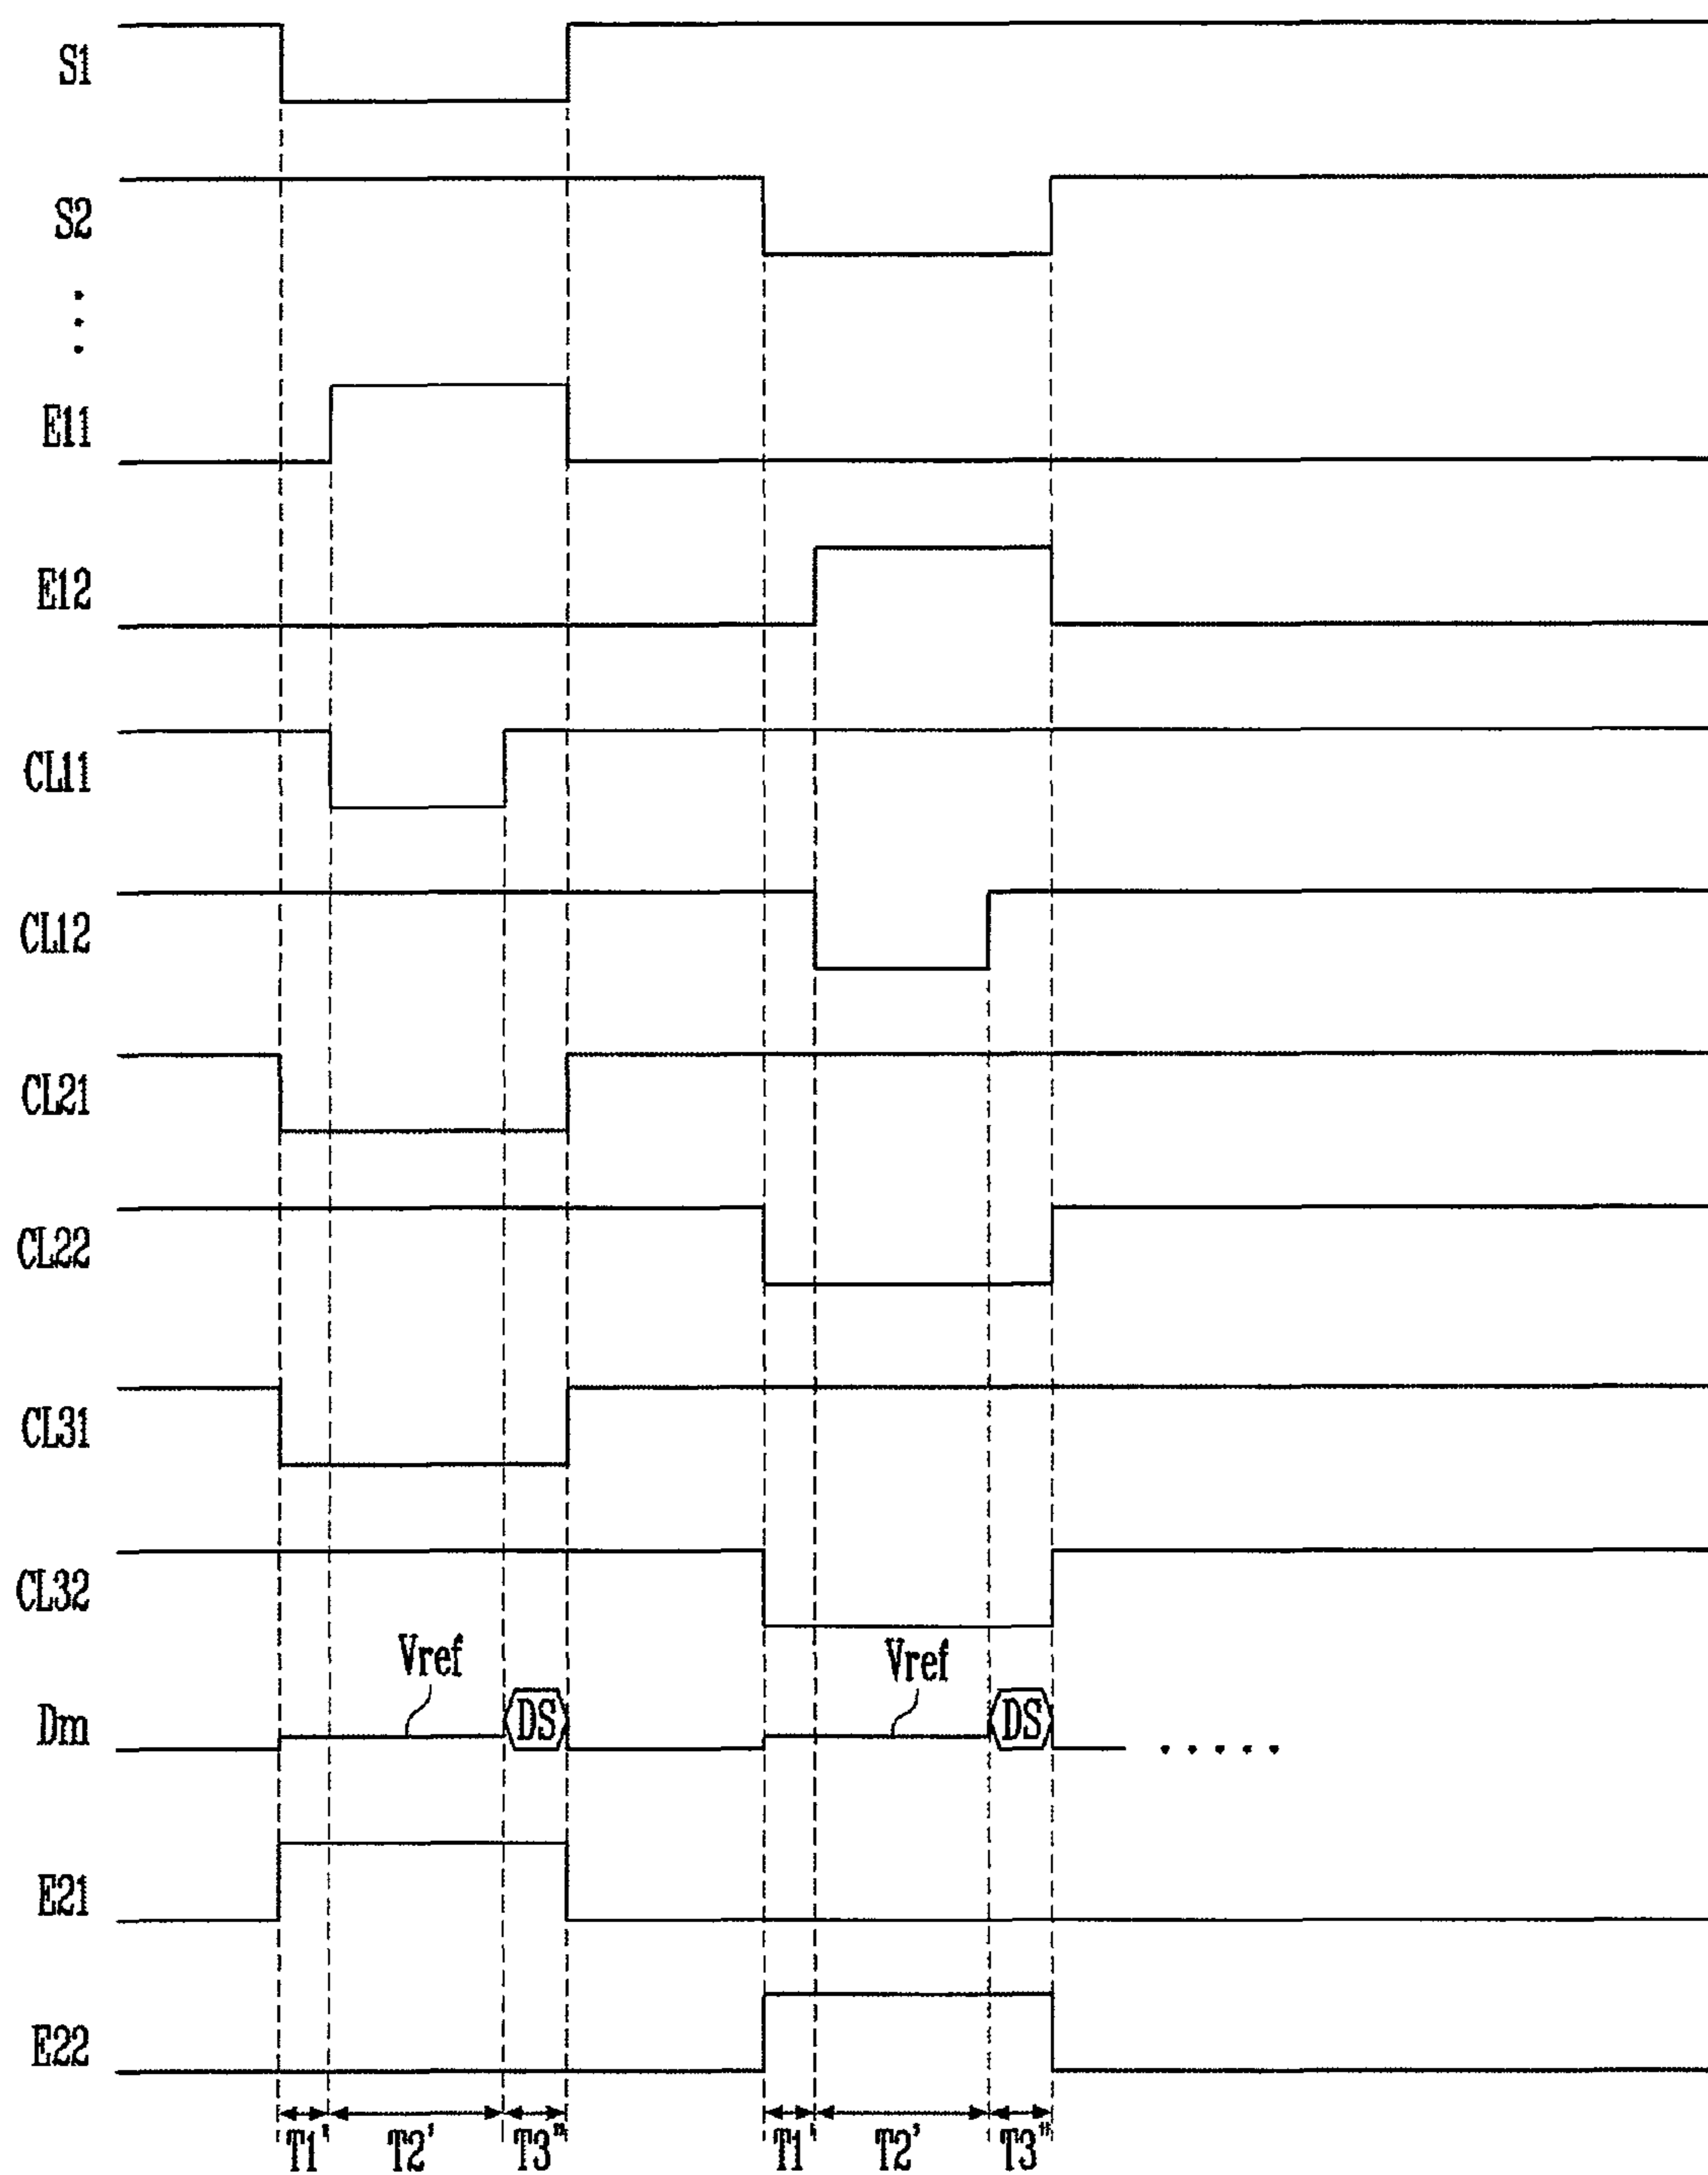 S1
S2
E11
E12
CL11
CL12
CL21
CL22
CL31
CL32
Vref Vref
Dm DS DS .....
E21
E22
T1' T2' T3" T1' T2' T3"